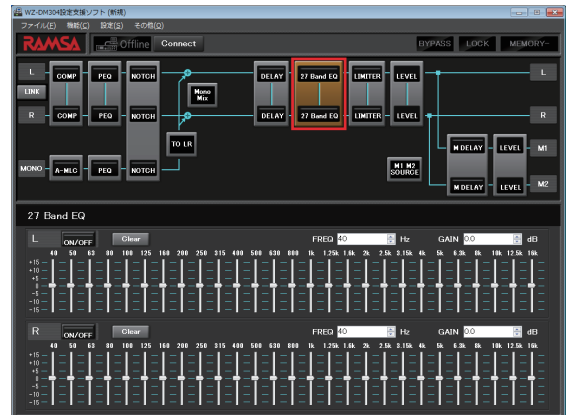 WZ-DM394設定支援ソフト (新規)
ファイル(F) 機能(C) 設定(S) その他(O)
RAMSA Offline Connect BYPASS LOCK MEMORY-
L COMP PEQ NOTCH DELAY 27 Band EQ LIMITER LEVEL L
LINK Mono Mix
R COMP PEQ NOTCH DELAY 27 Band EQ LIMITER LEVEL R
TO LR M DELAY LEVEL M1
MONO A-MLC PEQ NOTCH M1 M2 SOURCE
M DELAY LEVEL M2
27 Band EQ
L ON/OFF Clear FREQ 40 Hz GAIN 0.0 dB
40 50 63 80 100 125 160 200 250 315 400 500 630 800 1k 1.25k 1.6k 2k 2.5k 3.15k 4k 5k 6.3k 8k 10k 12.5k 16k
+15
+10
+5
0
-5
-10
-15
R ON/OFF Clear FREQ 40 Hz GAIN 0.0 dB
40 50 63 80 100 125 160 200 250 315 400 500 630 800 1k 1.25k 1.6k 2k 2.5k 3.15k 4k 5k 6.3k 8k 10k 12.5k 16k
+15
+10
+5
0
-5
-10
-15